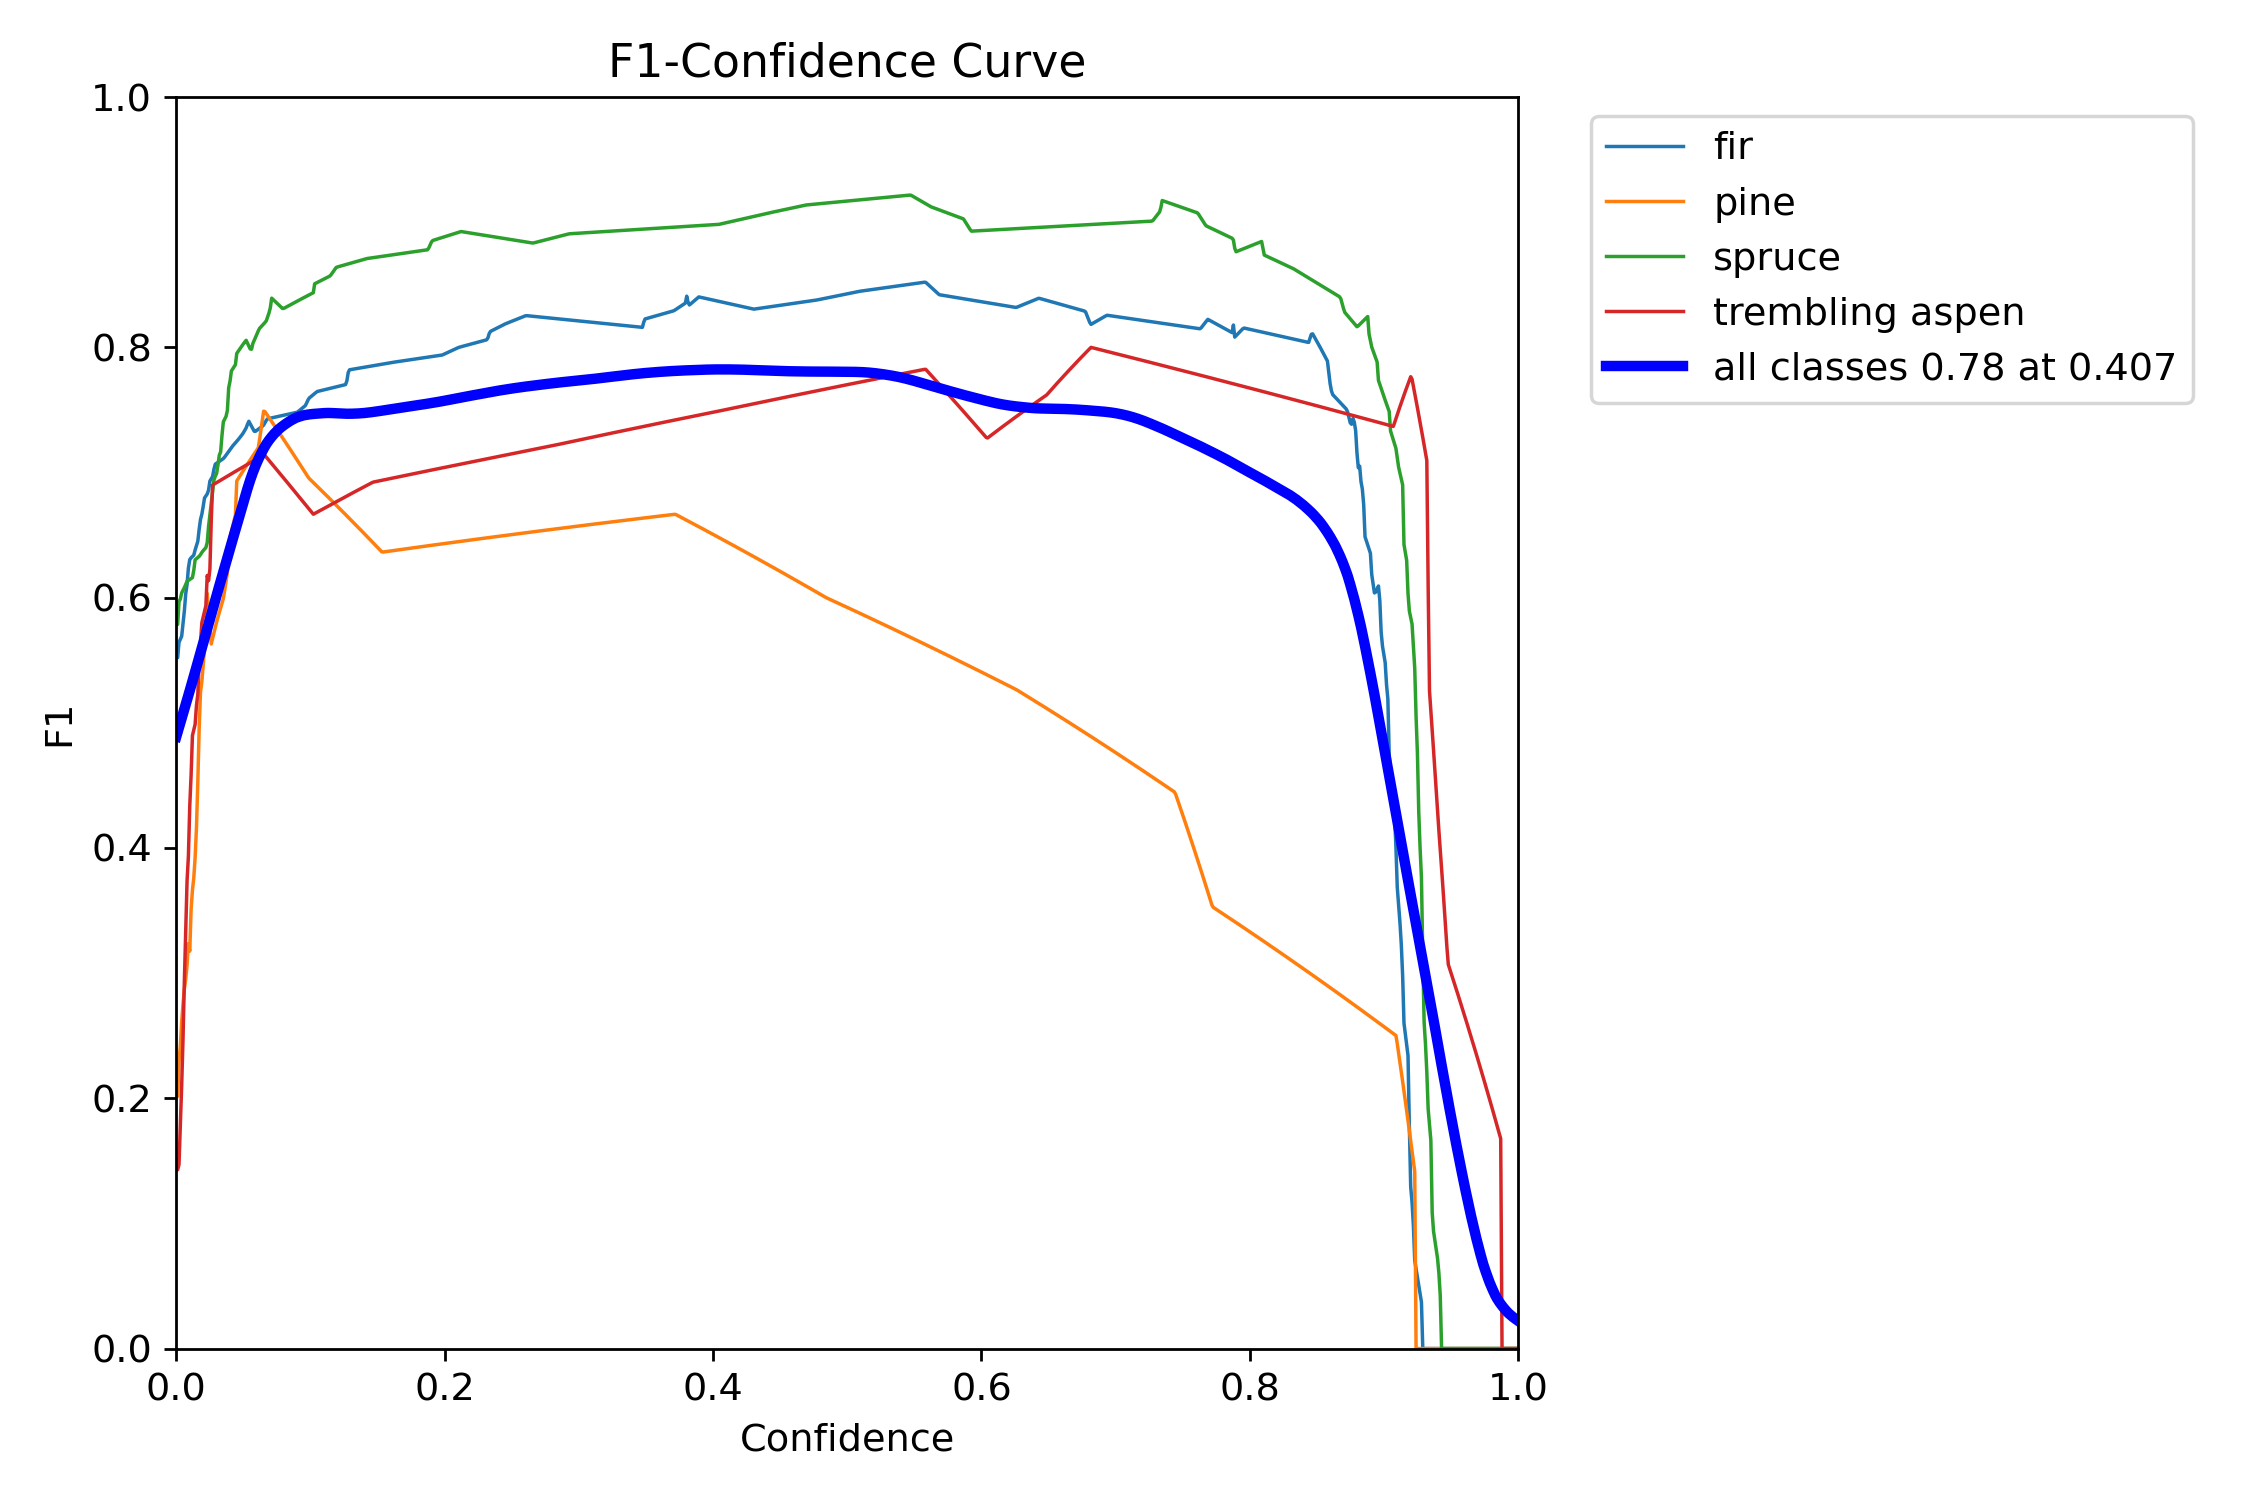 F1-Confidence Curve
1.0
0.8
0.6
0.4
0.2
0.0
F1
0.0 0.2 0.4 0.6 0.8 1.0
Confidence
fir
pine
spruce
trembling aspen
all classes 0.78 at 0.407